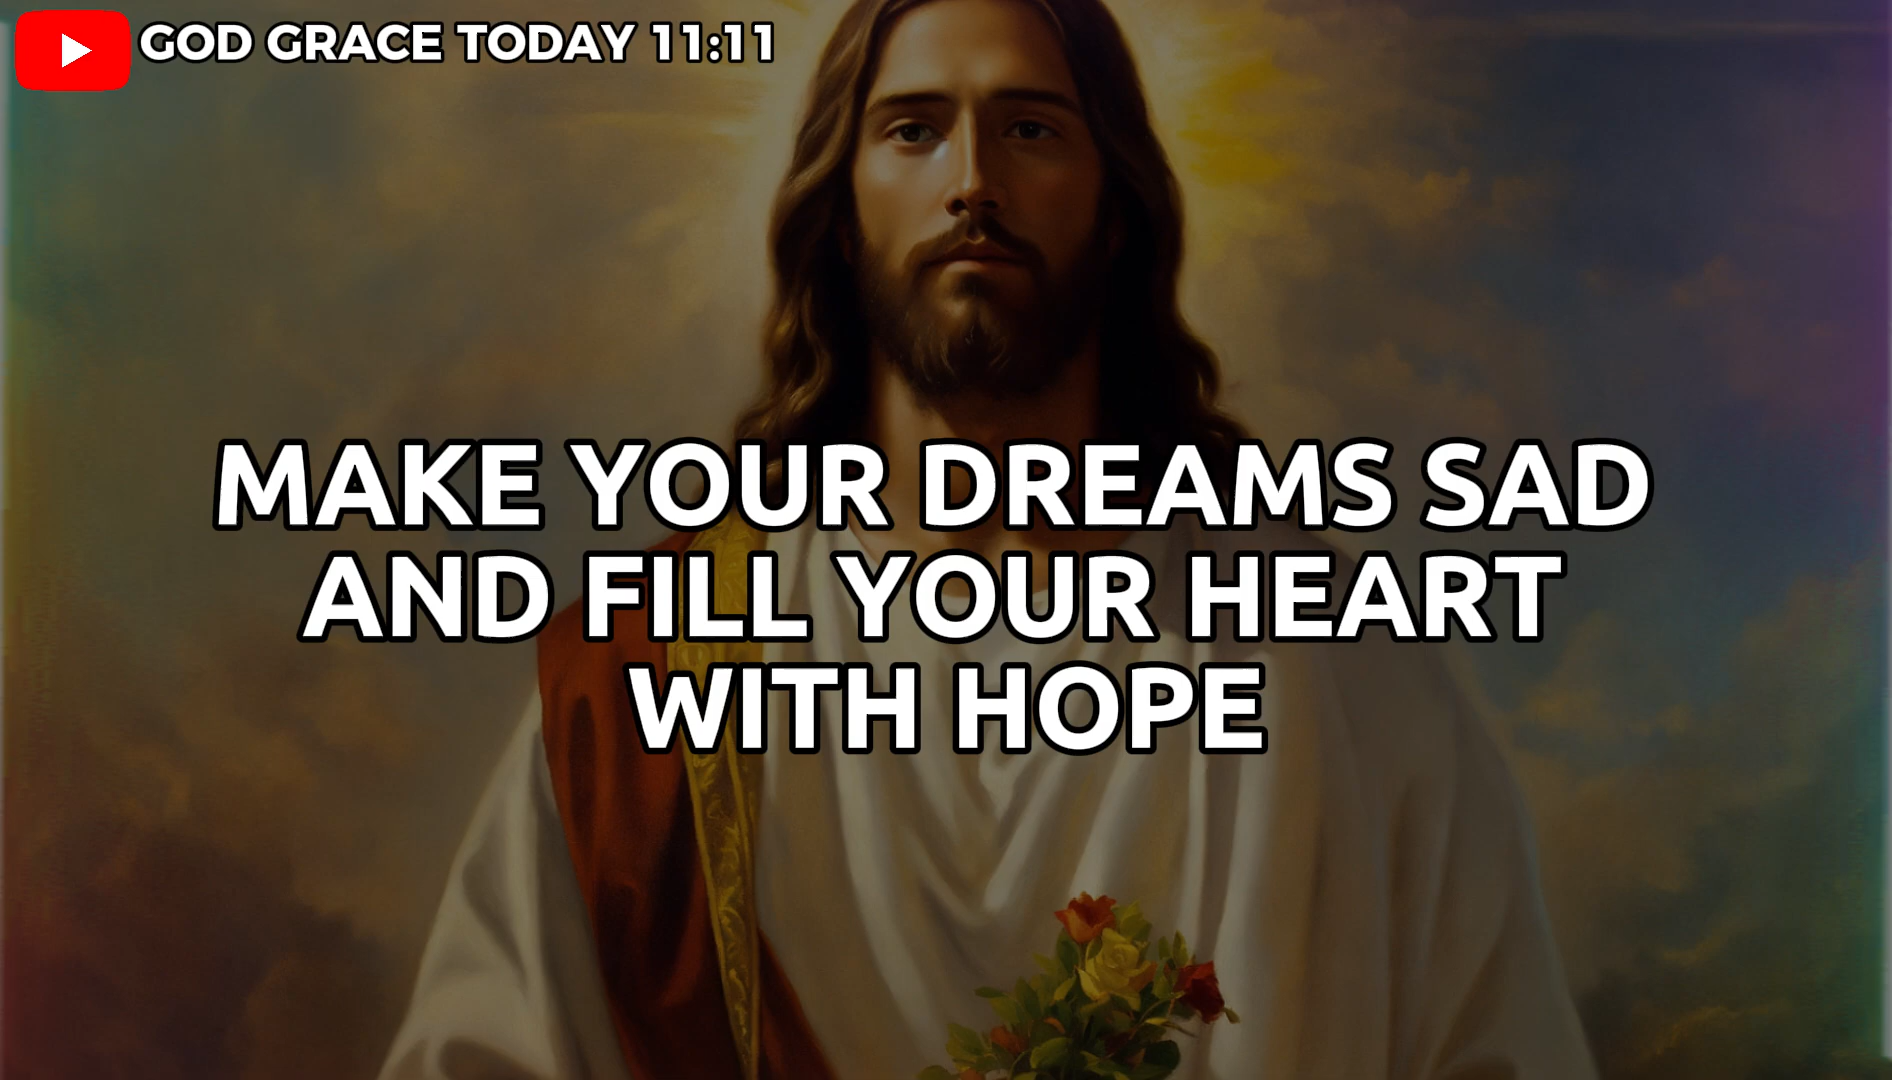 GOD GRACE TODAY 11:11
MAKE YOUR DREAMS SAD
AND FILL YOUR HEART
WITH HOPE